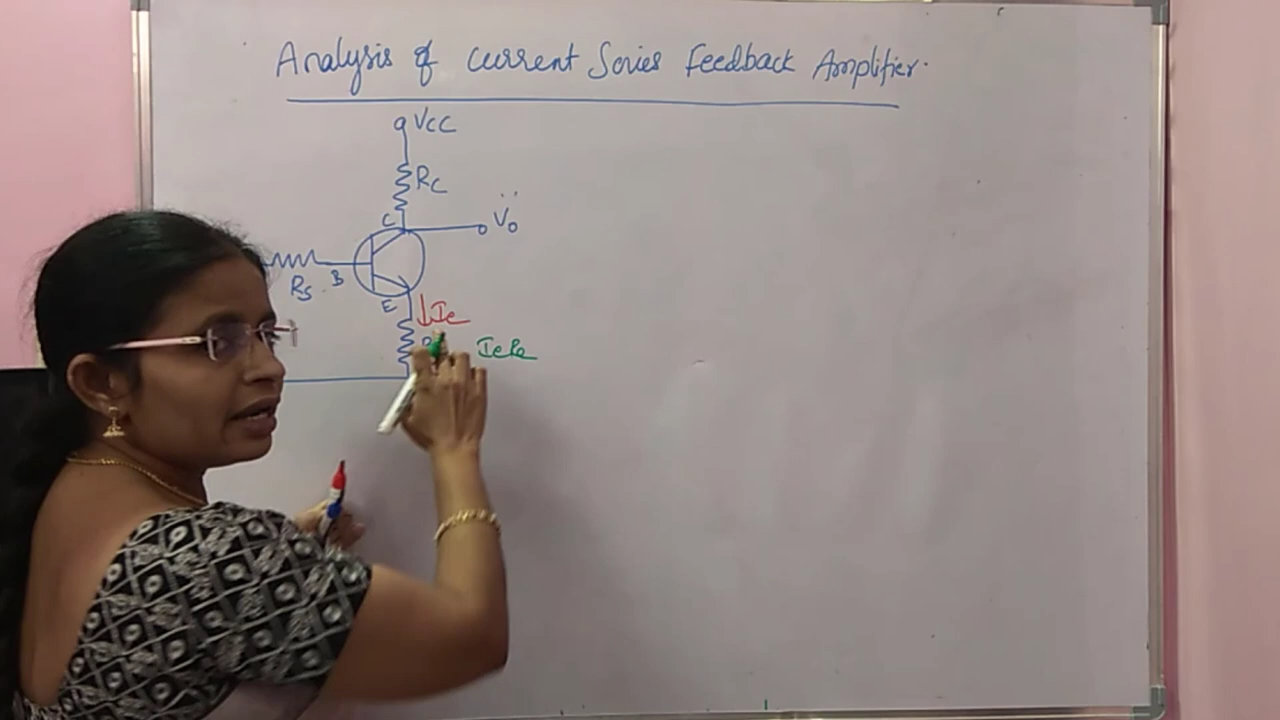 Analysis of current Series Feedback Amplifier.
Vcc
Rc
C
Vo
Rs
B
E
Ie
IeRe